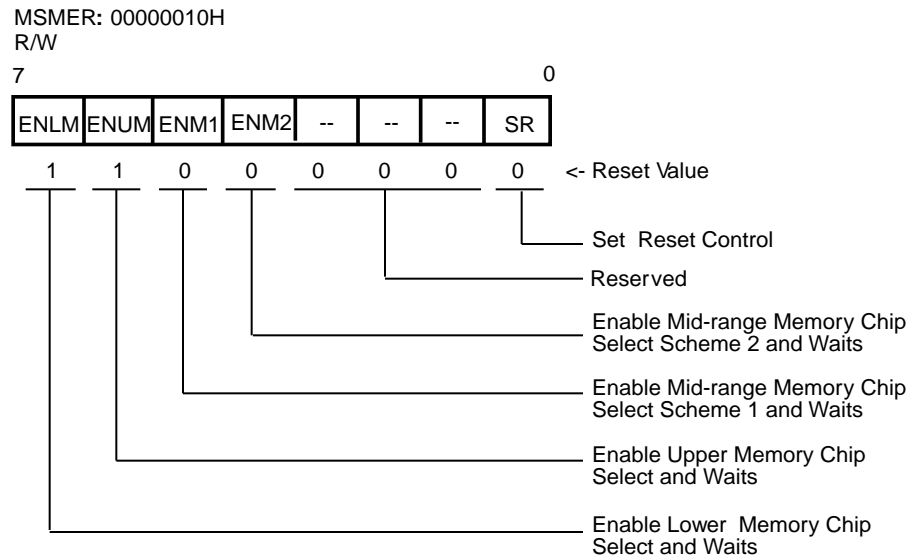 MSMER: 00000010H
R/W
7 0
ENLM ENUM ENM1 ENM2 -- -- -- SR
1 1 0 0 0 0 0 0 <- Reset Value
Set Reset Control
Reserved
Enable Mid-range Memory Chip
Select Scheme 2 and Waits
Enable Mid-range Memory Chip
Select Scheme 1 and Waits
Enable Upper Memory Chip
Select and Waits
Enable Lower Memory Chip
Select and Waits